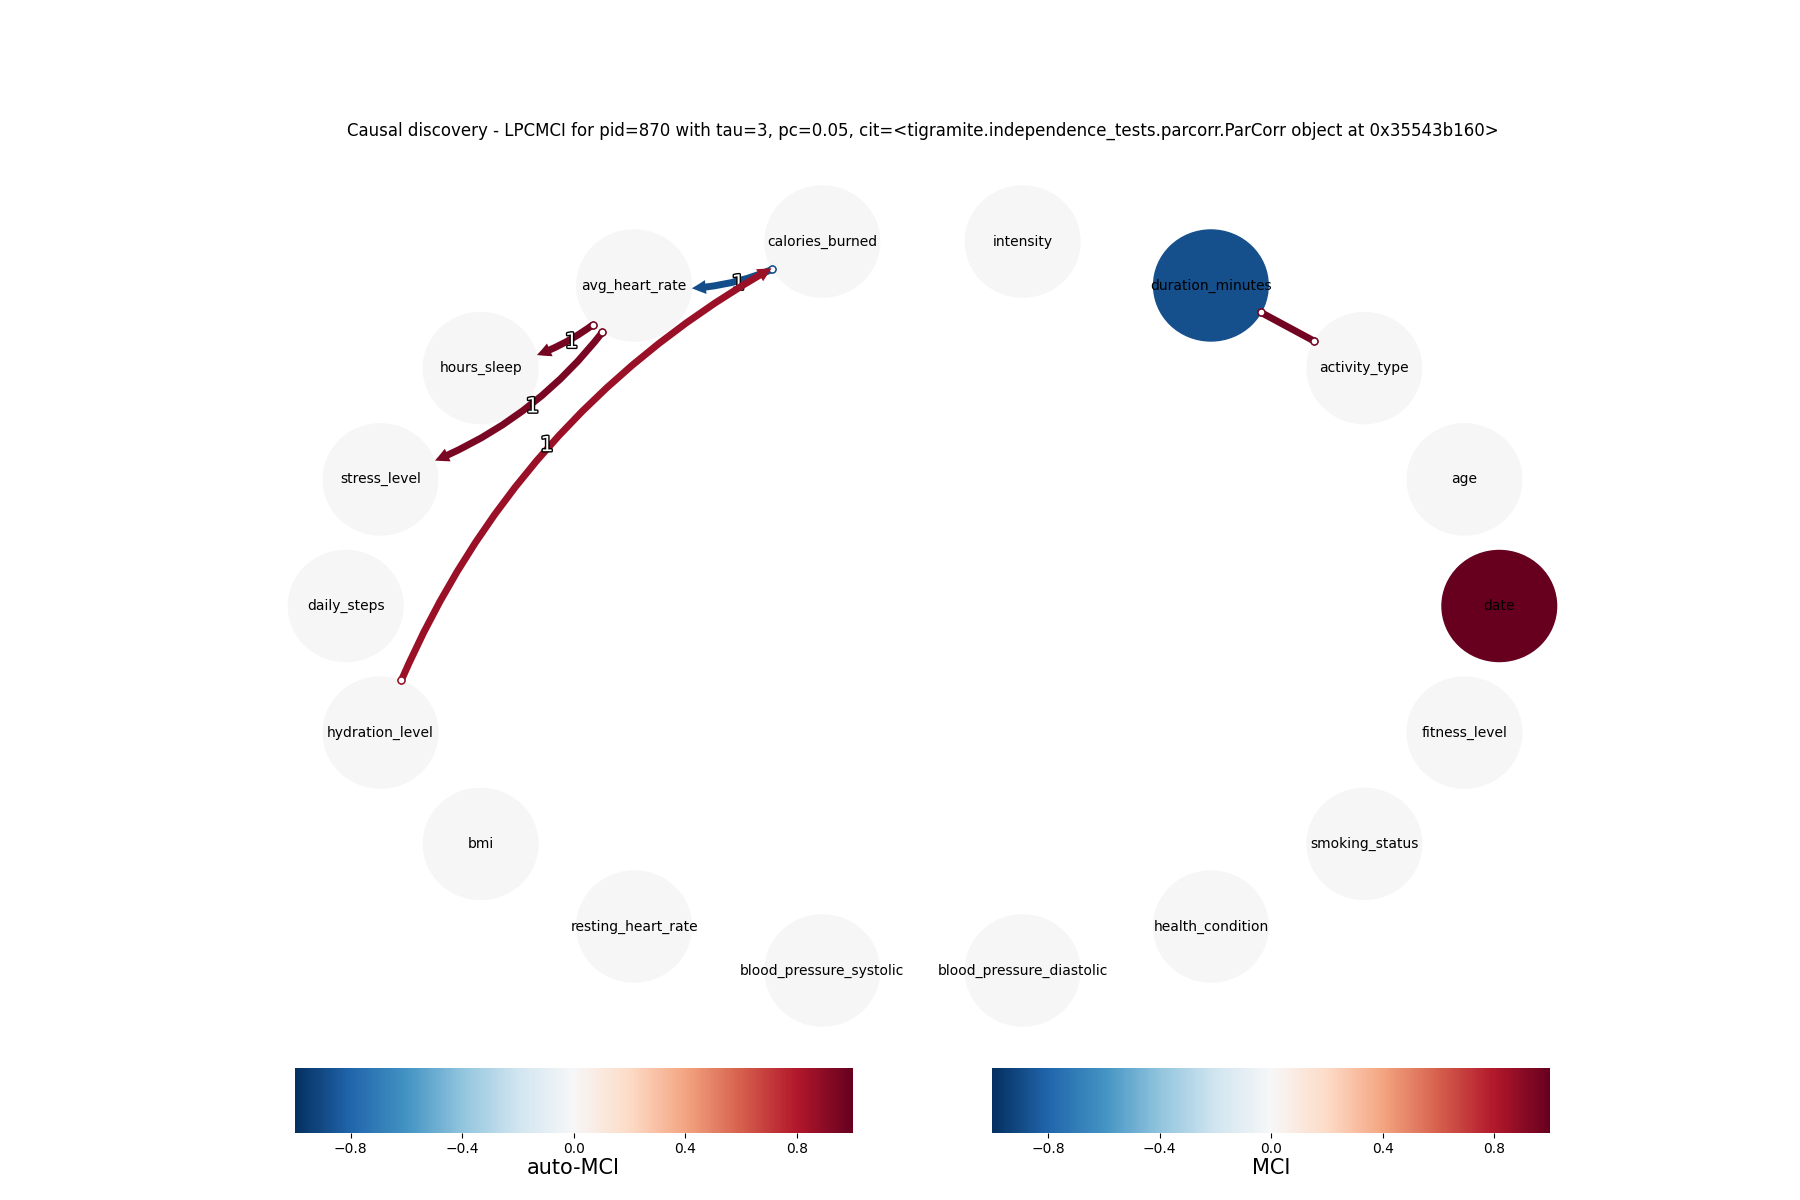 Causal discovery - LPCMCI for pid=870 with tau=3, pc=0.05, cit=<tigramite.independence_tests.parcorr.ParCorr object at 0x35543b160>
calories_burned
intensity
avg_heart_rate
1
duration_minutes
hours_sleep
1
activity_type
1
1
stress_level
age
daily_steps
date
hydration_level
fitness_level
bmi
smoking_status
resting_heart_rate
health_condition
blood_pressure_systolic
blood_pressure_diastolic
−0.8 −0.4 0.0 0.4 0.8
auto-MCI
−0.8 −0.4 0.0 0.4 0.8
MCI